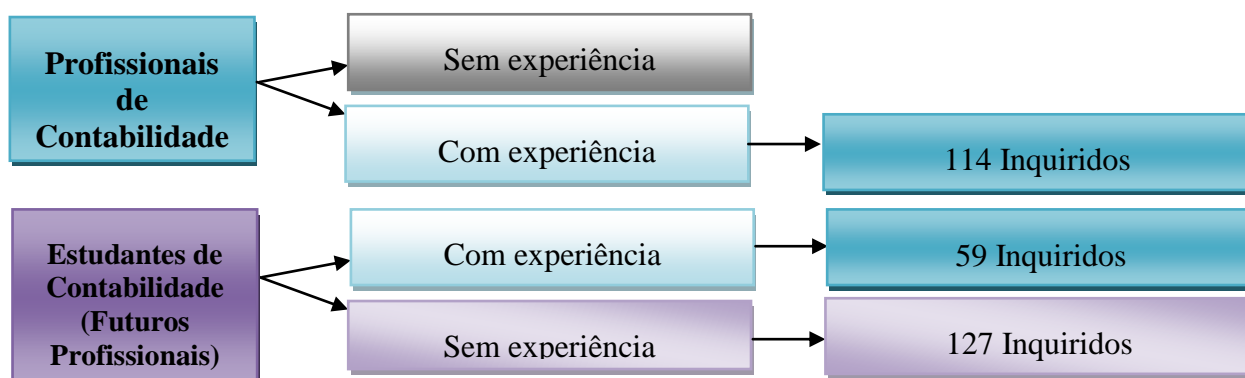 Profissionais
de
Contabilidade
Sem experiência
Com experiência
114 Inquiridos
Estudantes de
Contabilidade
(Futuros
Profissionais)
Com experiência
59 Inquiridos
Sem experiência
127 Inquiridos